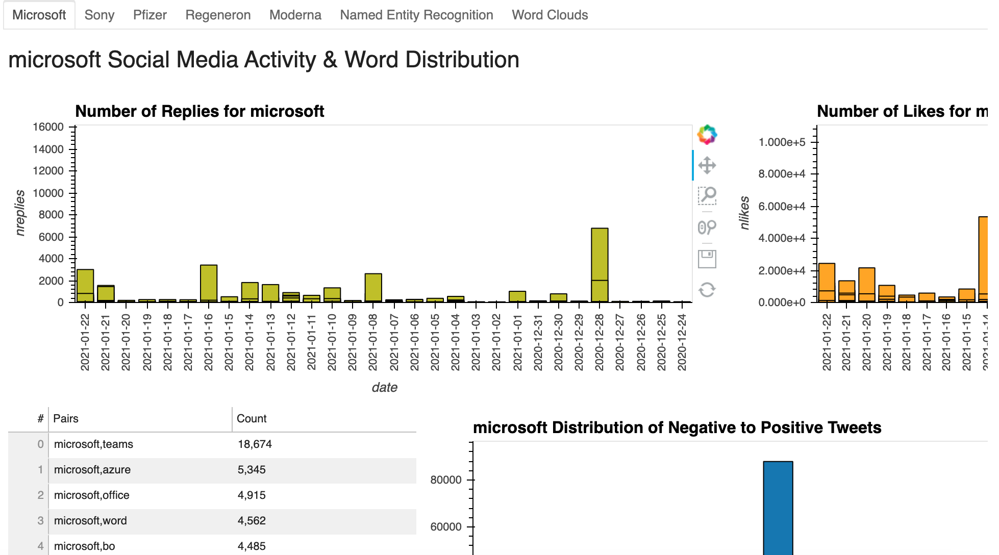 Microsoft Sony Pfizer Regeneron Moderna Named Entity Recognition Word Clouds
microsoft Social Media Activity & Word Distribution
Number of Replies for microsoft
16000
14000
12000
10000
8000
6000
4000
2000
0
nreplies
2021-01-22
2021-01-21
2021-01-20
2021-01-19
2021-01-18
2021-01-17
2021-01-16
2021-01-15
2021-01-14
2021-01-13
2021-01-12
2021-01-11
2021-01-10
2021-01-09
2021-01-08
2021-01-07
2021-01-06
2021-01-05
2021-01-04
2021-01-03
2021-01-02
2021-01-01
2020-12-31
2020-12-30
2020-12-29
2020-12-28
2020-12-27
2020-12-26
2020-12-25
2020-12-24
date
Number of Likes for m
1.000e+5
8.000e+4
6.000e+4
4.000e+4
2.000e+4
0.000e+0
nlikes
2021-01-22
2021-01-21
2021-01-20
2021-01-19
2021-01-18
2021-01-17
2021-01-16
2021-01-15
2021-01-14
# Pairs Count
0 microsoft,teams 18,674
1 microsoft,azure 5,345
2 microsoft,office 4,915
3 microsoft,word 4,562
4 microsoft,bo 4,485
microsoft Distribution of Negative to Positive Tweets
80000
60000